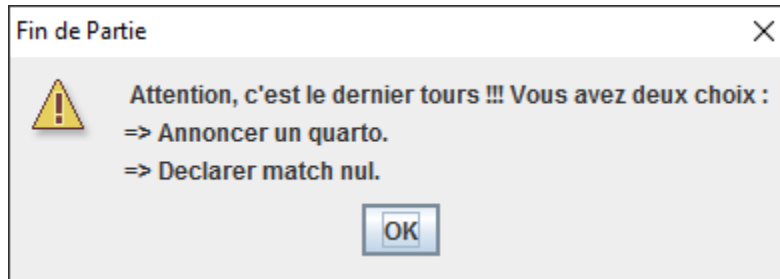 Fin de Partie
Attention, c'est le dernier tours !!! Vous avez deux choix :
=> Annoncer un quarto.
=> Declarer match nul.
OK